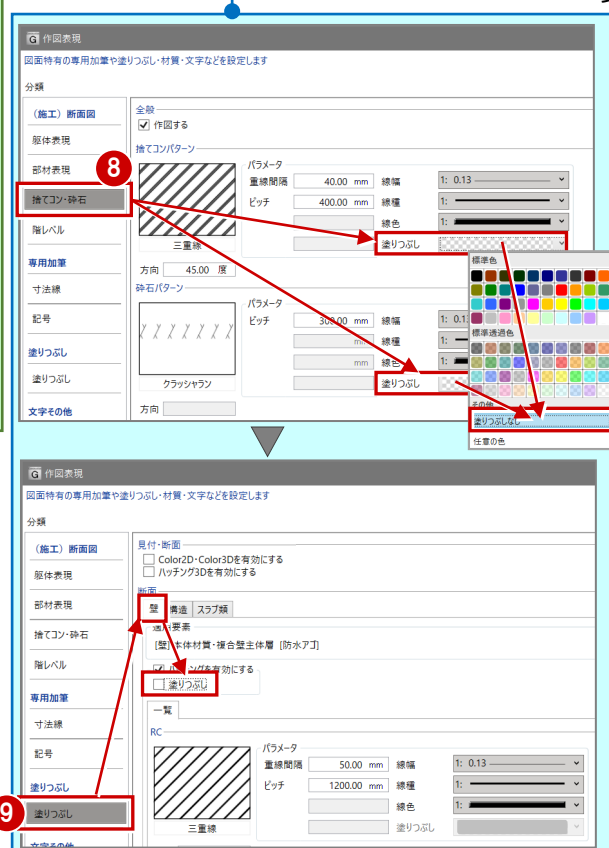 作図表現
図面特有の専用加筆や塗りつぶし・材質・文字などを設定します
分類
（施工）断面図
躯体表現
部材表現
捨てコン・砕石
階レベル
専用加筆
寸法線
記号
塗りつぶし
塗りつぶし
文字その他
8
全般
作図する
捨てコンパターン
三重線
方向 45.00 度
パラメータ
重線間隔 40.00 mm 線幅 1: 0.13
ピッチ 400.00 mm 線種 1:
線色 1:
塗りつぶし
砕石パターン
クラッシャラン
方向
パラメータ
ピッチ 300.00 mm 線幅 1: 0.1
mm 線種 1:
mm 線色 1:
塗りつぶし
標準色
標準透過色
その他
塗りつぶしなし
任意の色
作図表現
図面特有の専用加筆や塗りつぶし・材質・文字などを設定します
分類
（施工）断面図
躯体表現
部材表現
捨てコン・砕石
階レベル
専用加筆
寸法線
記号
塗りつぶし
9
塗りつぶし
文字その他
見付・断面
Color2D・Color3Dを有効にする
ハッチング3Dを有効にする
断面
壁 構造 スラブ類
適用要素
[壁]本体材質・複合壁主体層 [防水アゴ]
ハッチングを有効にする
塗りつぶし
一覧
RC
三重線
パラメータ
重線間隔 50.00 mm 線幅 1: 0.13
ピッチ 1200.00 mm 線種 1:
線色 1:
塗りつぶし